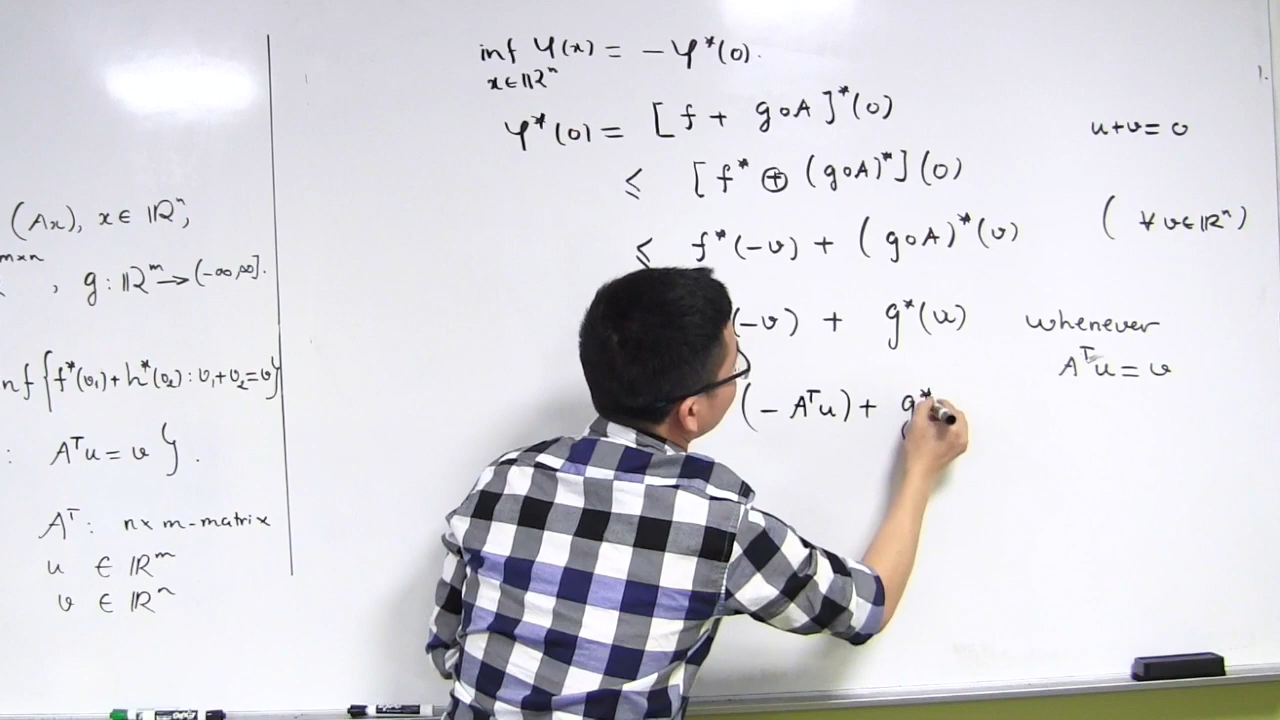 (Ax), x ∈ ℝⁿ,
m×n
, g : ℝᵐ → (-∞,∞].
nf{f*(v₁) + h*(v₂) : v₁+v₂=v}
: Aᵀu = v }.
Aᵀ : n×m-matrix
u ∈ ℝᵐ
v ∈ ℝⁿ
inf φ(x) = - φ*(0).
x∈ℝⁿ
φ*(0) = [f + g∘A]*(0)
u+v=0
≤ [f* ⊕ (g∘A)*](0)
≤ f*(-v) + (g∘A)*(v) (∀v∈ℝⁿ)
(-v) + g*(u) whenever
Aᵀu = v
(-Aᵀu) + g*
EXPO